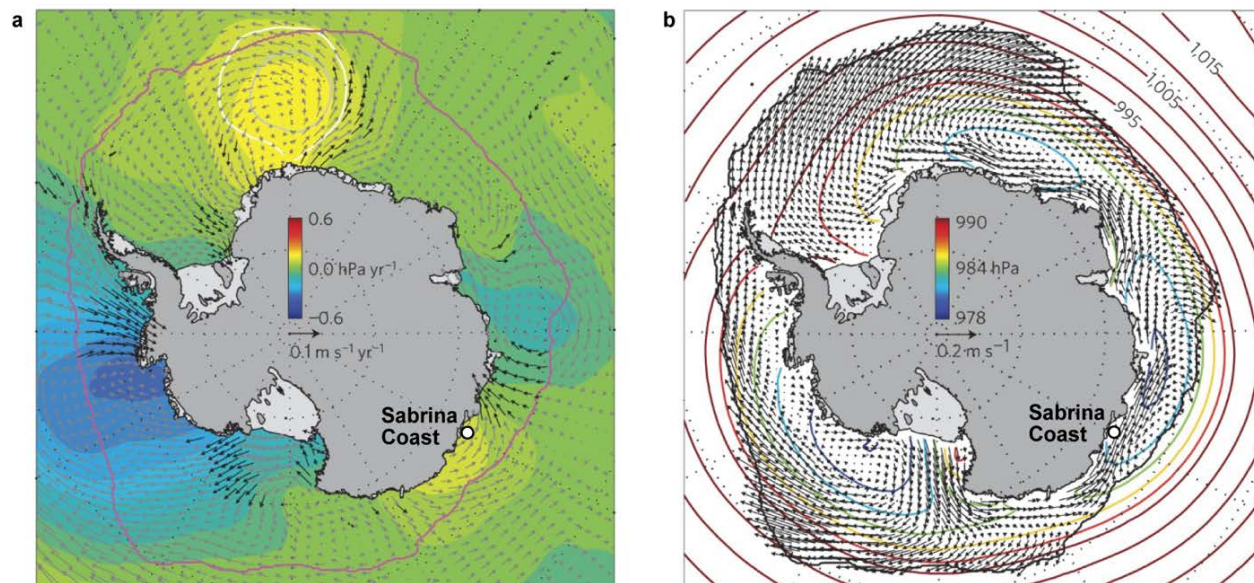 a
0.6
0.0 hPa yr⁻¹
−0.6
0.1 m s⁻¹ yr⁻¹
Sabrina
Coast
b
1,015
1,005
995
990
984 hPa
978
0.2 m s⁻¹
Sabrina
Coast